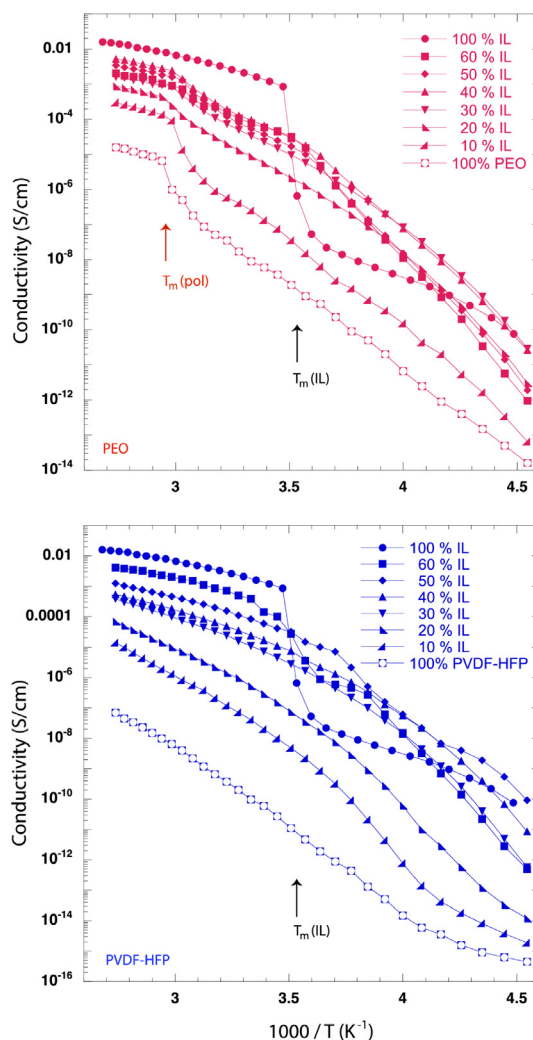 0.01
10⁻⁴
10⁻⁶
10⁻⁸
10⁻¹⁰
10⁻¹²
10⁻¹⁴
Conductivity (S/cm)
100 % IL
60 % IL
50 % IL
40 % IL
30 % IL
20 % IL
10 % IL
100% PEO
Tm(pol)
Tm(IL)
PEO
3 3.5 4 4.5
0.01
0.0001
10⁻⁶
10⁻⁸
10⁻¹⁰
10⁻¹²
10⁻¹⁴
10⁻¹⁶
Conductivity (S/cm)
100 % IL
60 % IL
50 % IL
40 % IL
30 % IL
20 % IL
10 % IL
100% PVDF-HFP
Tm(IL)
PVDF-HFP
3 3.5 4 4.5
1000 / T (K⁻¹)